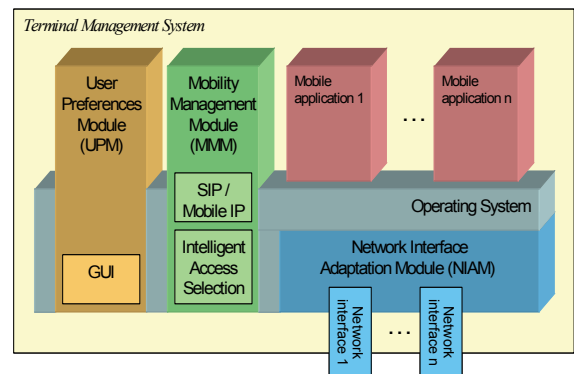 Terminal Management System
User
Preferences
Module
(UPM)
GUI
Mobility
Management
Module
(MMM)
SIP /
Mobile IP
Intelligent
Access
Selection
Mobile
application 1
...
Mobile
application n
Operating System
Network Interface
Adaptation Module (NIAM)
Network
interface 1
...
Network
interface n